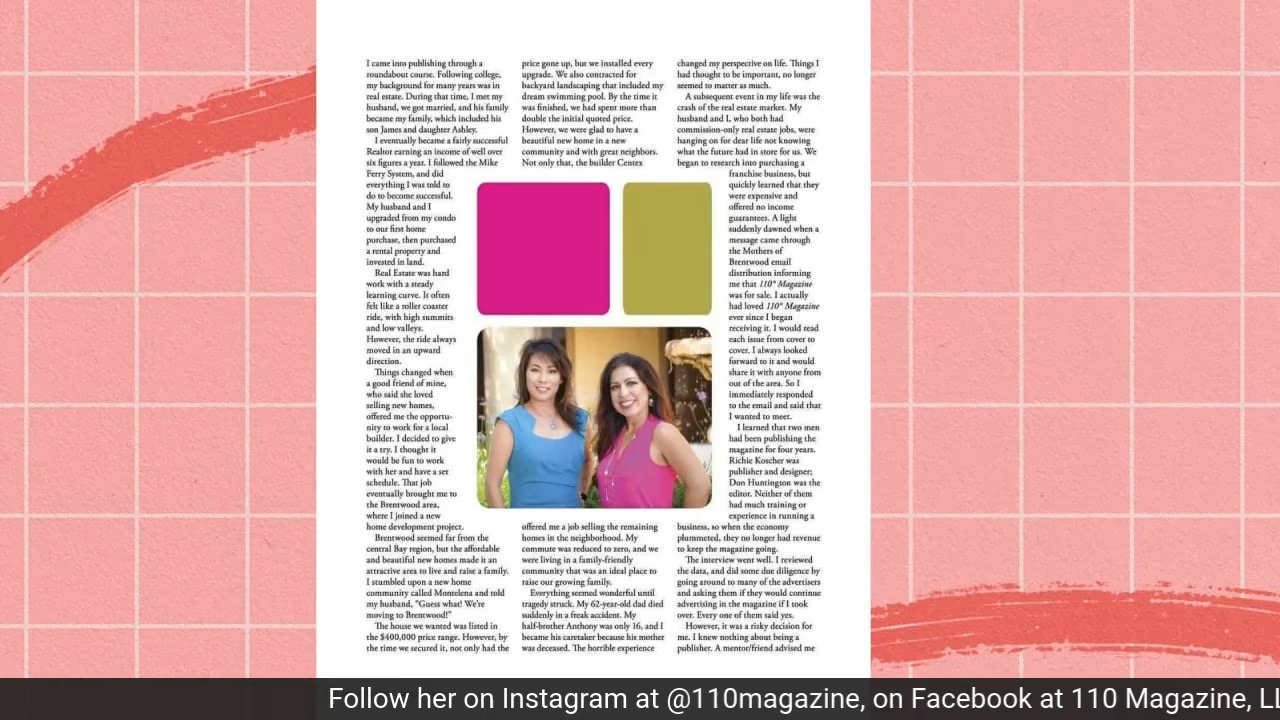 I came into publishing through a
roundabout course. Following college,
my background for many years was in
real estate. During that time, I met my
husband, we got married, and his family
became my family, which included his
son James and daughter Ashley.
I eventually became a fairly successful
Realtor earning an income of well over
six figures a year. I followed the Mike
Ferry System, and did
everything I was told to
do to become successful.
My husband and I
upgraded from my condo
to our first home
purchase, then purchased
a rental property and
invested in land.
Real Estate was hard
work with a steady
learning curve. It often
felt like a roller coaster
ride, with high summits
and low valleys.
However, the ride always
moved in an upward
direction.
Things changed when
a good friend of mine,
who said she loved
selling new homes,
offered me the opportu-
nity to work for a local
builder. I decided to give
it a try. I thought it
would be fun to work
with her and have a set
schedule. That job
eventually brought me to
the Brentwood area,
where I joined a new
home development project.
Brentwood seemed far from the
central Bay region, but the affordable
and beautiful new homes made it an
attractive area to live and raise a family.
I stumbled upon a new home
community called Montelena and told
my husband, "Guess what! We're
moving to Brentwood!"
The house we wanted was listed in
the $400,000 price range. However, by
the time we secured it, not only had the
price gone up, but we installed every
upgrade. We also contracted for
backyard landscaping that included my
dream swimming pool. By the time it
was finished, we had spent more than
double the initial quoted price.
However, we were glad to have a
beautiful new home in a new
community and with great neighbors.
Not only that, the builder Centex
offered me a job selling the remaining
homes in the neighborhood. My
commute was reduced to zero, and we
were living in a family-friendly
community that was an ideal place to
raise our growing family.
Everything seemed wonderful until
tragedy struck. My 62-year-old dad died
suddenly in a freak accident. My
half-brother Anthony was only 16, and I
became his caretaker because his mother
was deceased. The horrible experience
changed my perspective on life. Things I
had thought to be important, no longer
seemed to matter as much.
A subsequent event in my life was the
crash of the real estate market. My
husband and I, who both had
commission-only real estate jobs, were
hanging on for dear life not knowing
what the future had in store for us. We
began to research into purchasing a
franchise business, but
quickly learned that they
were expensive and
offered no income
guarantees. A light
suddenly dawned when a
message came through
the Mothers of
Brentwood email
distribution informing
me that 110° Magazine
was for sale. I actually
had loved 110° Magazine
ever since I began
receiving it. I would read
each issue from cover to
cover. I always looked
forward to it and would
share it with anyone from
out of the area. So I
immediately responded
to the email and said that
I wanted to meet.
I learned that two men
had been publishing the
magazine for four years.
Richie Koscher was
publisher and designer;
Don Huntington was the
editor. Neither of them
had much training or
experience in running a
business, so when the economy
plummeted, they no longer had revenue
to keep the magazine going.
The interview went well. I reviewed
the data, and did some due diligence by
going around to many of the advertisers
and asking them if they would continue
advertising in the magazine if I took
over. Every one of them said yes.
However, it was a risky decision for
me. I knew nothing about being a
publisher. A mentor/friend advised me
Follow her on Instagram at @110magazine, on Facebook at 110 Magazine, LL